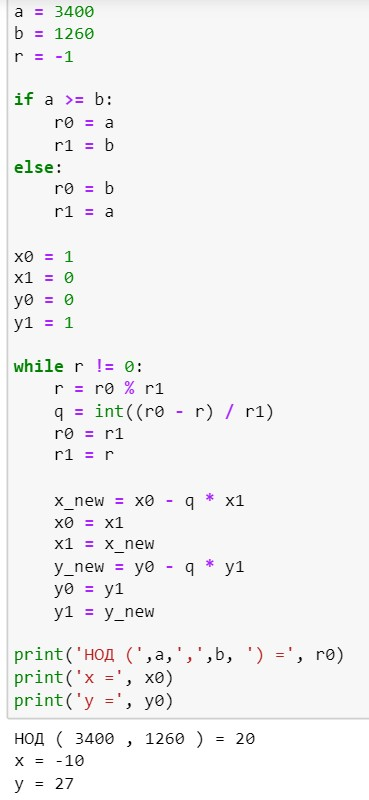 a = 3400
b = 1260
r = -1

if a >= b:
    r0 = a
    r1 = b
else:
    r0 = b
    r1 = a

x0 = 1
x1 = 0
y0 = 0
y1 = 1

while r != 0:
    r = r0 % r1
    q = int((r0 - r) / r1)
    r0 = r1
    r1 = r

    x_new = x0 - q * x1
    x0 = x1
    x1 = x_new
    y_new = y0 - q * y1
    y0 = y1
    y1 = y_new

print('НОД (',a,',',b, ') =', r0)
print('x =', x0)
print('y =', y0)
НОД ( 3400 , 1260 ) = 20
x = -10
y = 27